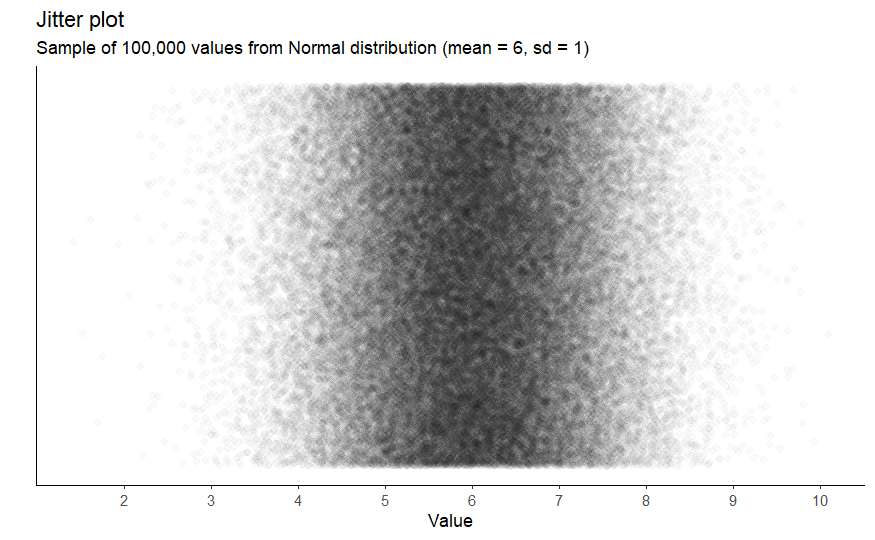 Jitter plot
Sample of 100,000 values from Normal distribution (mean = 6, sd = 1)
2 3 4 5 6 7 8 9 10
Value